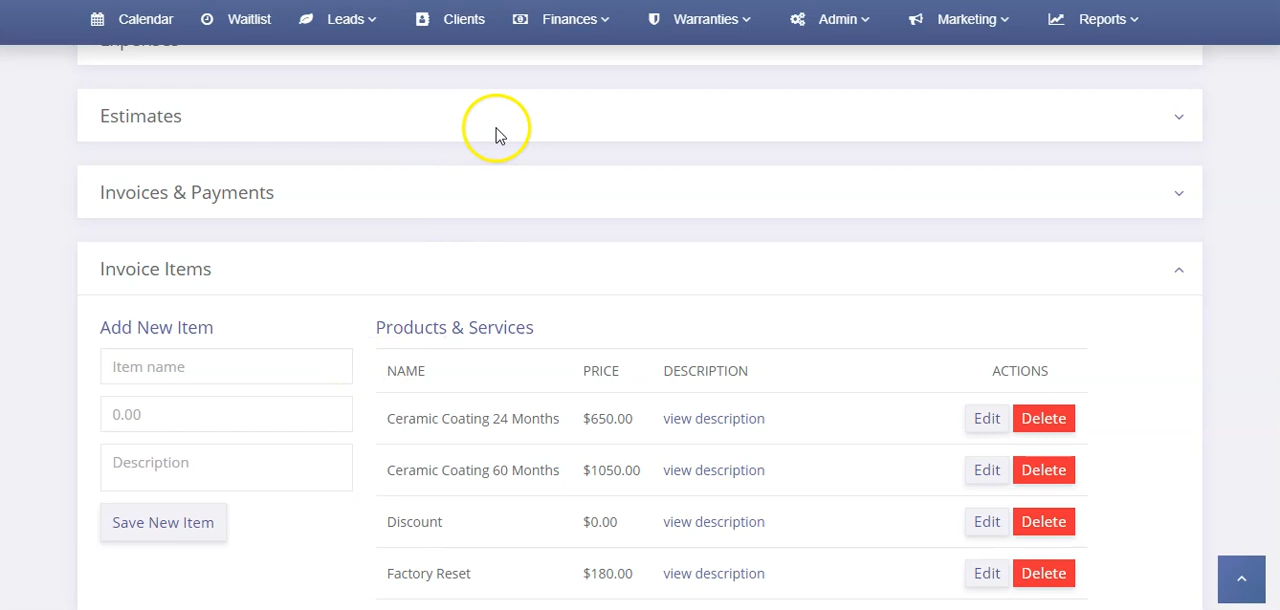 Calendar Waitlist Leads Clients Finances Warranties Admin Marketing Reports
Expenses
Estimates
Invoices & Payments
Invoice Items
Add New Item
Item name
0.00
Description
Save New Item
Products & Services
NAME PRICE DESCRIPTION ACTIONS
Ceramic Coating 24 Months $650.00 view description Edit Delete
Ceramic Coating 60 Months $1050.00 view description Edit Delete
Discount $0.00 view description Edit Delete
Factory Reset $180.00 view description Edit Delete